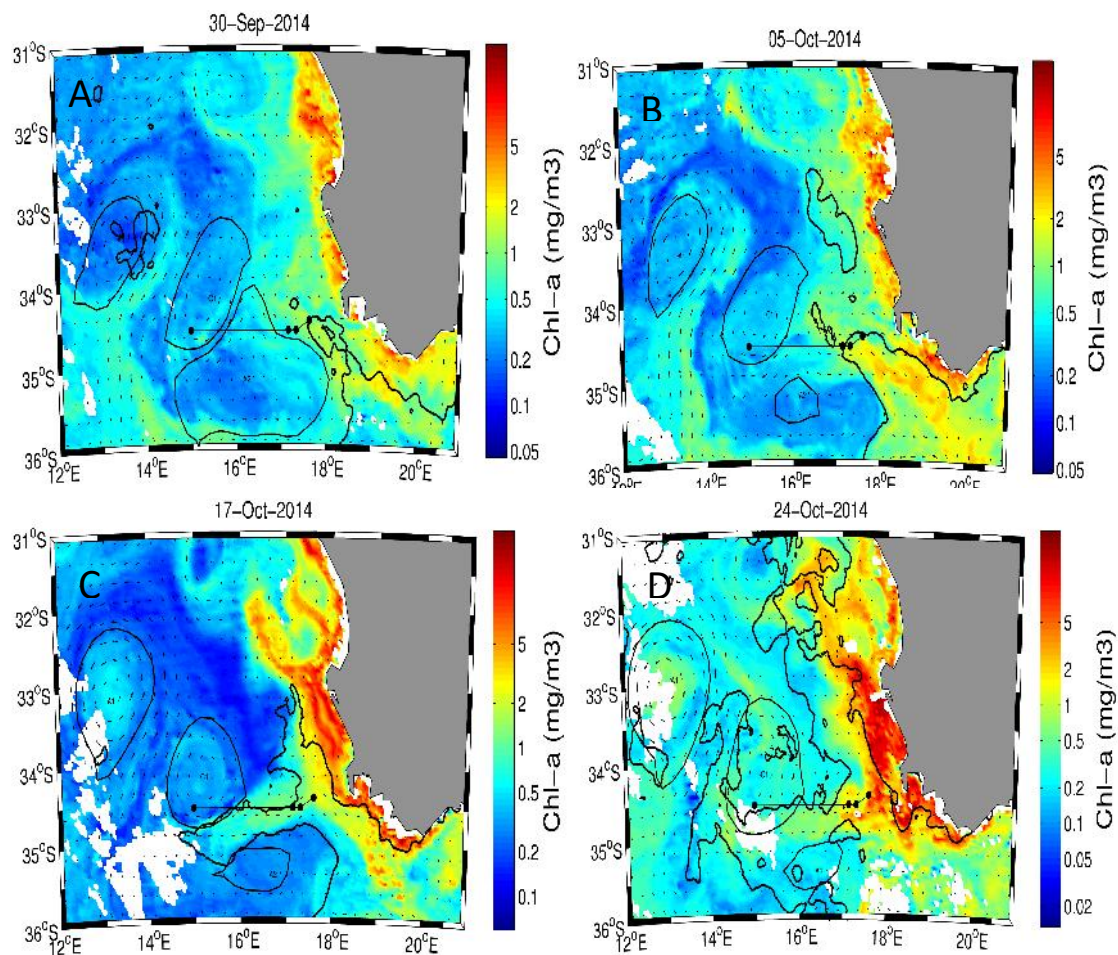 30-Sep-2014
A
31°S
32°S
33°S
34°S
35°S
36°S
12°E
14°E
16°E
18°E
20°E
5
2
1
0.5
0.2
0.1
0.05
Chl-a (mg/m3)
05-Oct-2014
B
31°S
32°S
33°S
34°S
35°S
36°S
14°E
16°E
18°E
20°E
5
2
1
0.5
0.2
0.1
0.05
Chl-a (mg/m3)
17-Oct-2014
C
31°S
32°S
33°S
34°S
35°S
36°S
12°E
14°E
16°E
18°E
20°E
5
2
1
0.5
0.2
0.1
Chl-a (mg/m3)
24-Oct-2014
D
31°S
32°S
33°S
34°S
35°S
36°S
12°E
14°E
16°E
18°E
20°E
5
2
1
0.5
0.2
0.1
0.05
0.02
Chl-a (mg/m3)